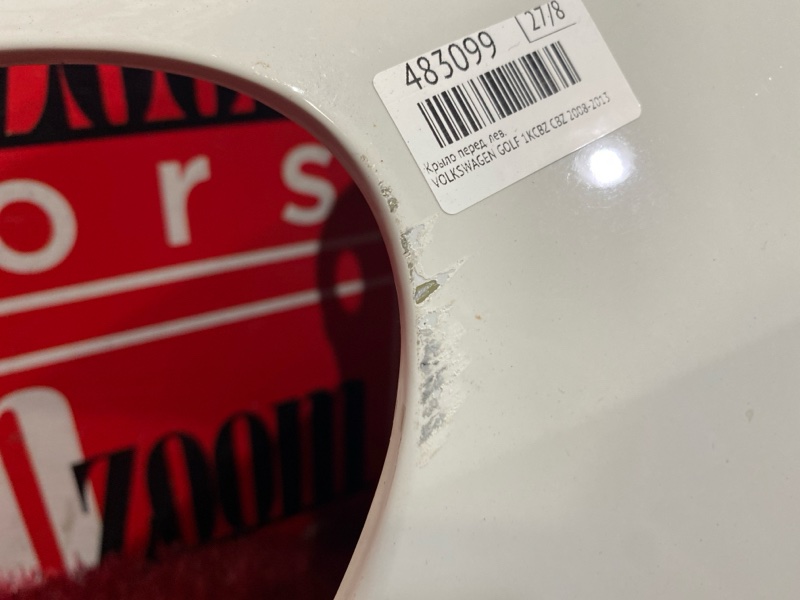 27/8
483099
Крыло перед лев.
VOLKSWAGEN GOLF 1KCBZ CBZ 2008-2013
ors
zoom